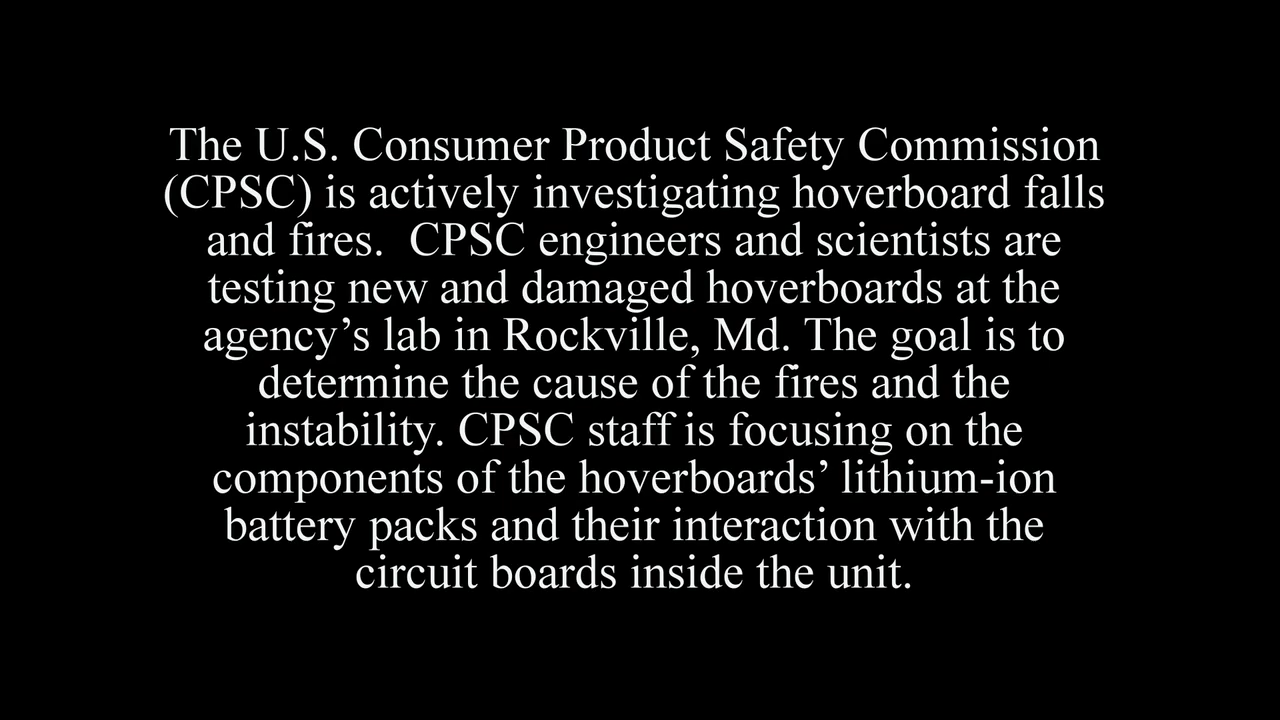 The U.S. Consumer Product Safety Commission
(CPSC) is actively investigating hoverboard falls
and fires.  CPSC engineers and scientists are
testing new and damaged hoverboards at the
agency’s lab in Rockville, Md. The goal is to
determine the cause of the fires and the
instability. CPSC staff is focusing on the
components of the hoverboards’ lithium-ion
battery packs and their interaction with the
circuit boards inside the unit.